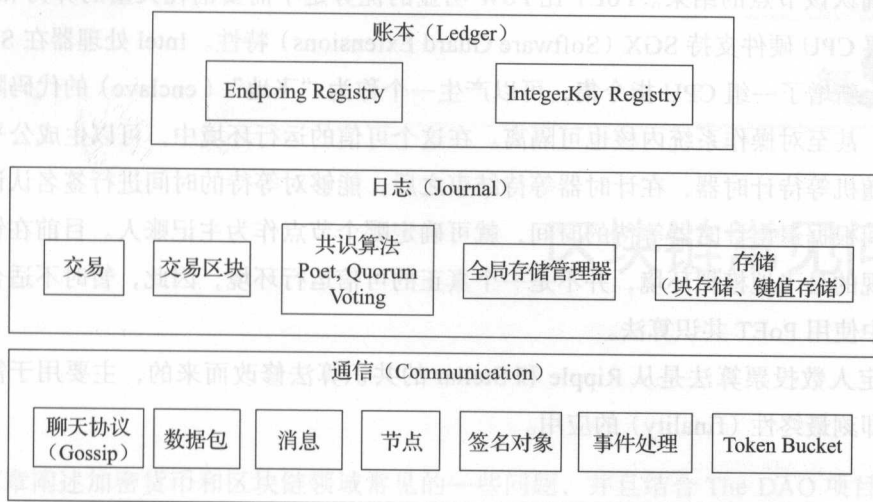 账本（Ledger）
Endpoing Registry
IntegerKey Registry
日志（Journal）
交易
交易区块
共识算法
Poet, Quorum
Voting
全局存储管理器
存储
（块存储、键值存储）
通信（Communication）
聊天协议
（Gossip）
数据包
消息
节点
签名对象
事件处理
Token Bucket